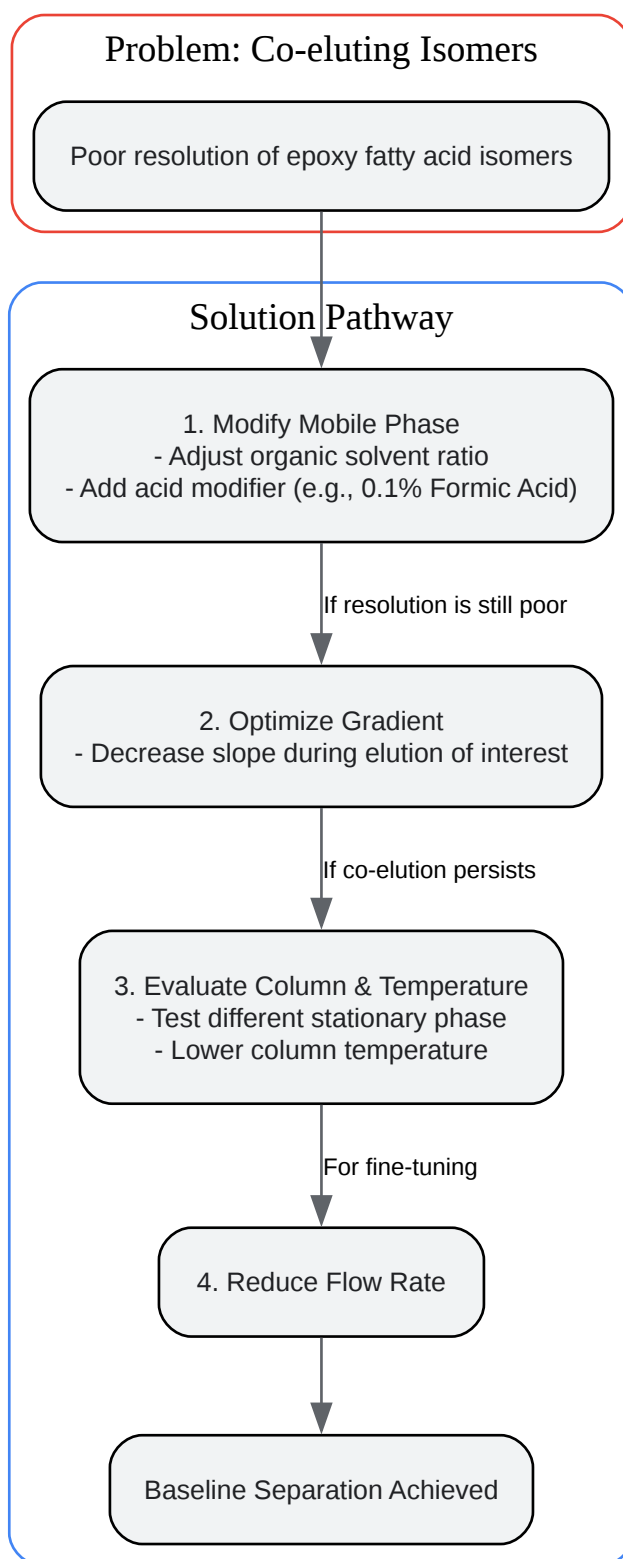 Problem: Co-eluting Isomers
Poor resolution of epoxy fatty acid isomers
Solution Pathway
1. Modify Mobile Phase
- Adjust organic solvent ratio
- Add acid modifier (e.g., 0.1% Formic Acid)
If resolution is still poor
2. Optimize Gradient
- Decrease slope during elution of interest
If co-elution persists
3. Evaluate Column & Temperature
- Test different stationary phase
- Lower column temperature
For fine-tuning
4. Reduce Flow Rate
Baseline Separation Achieved